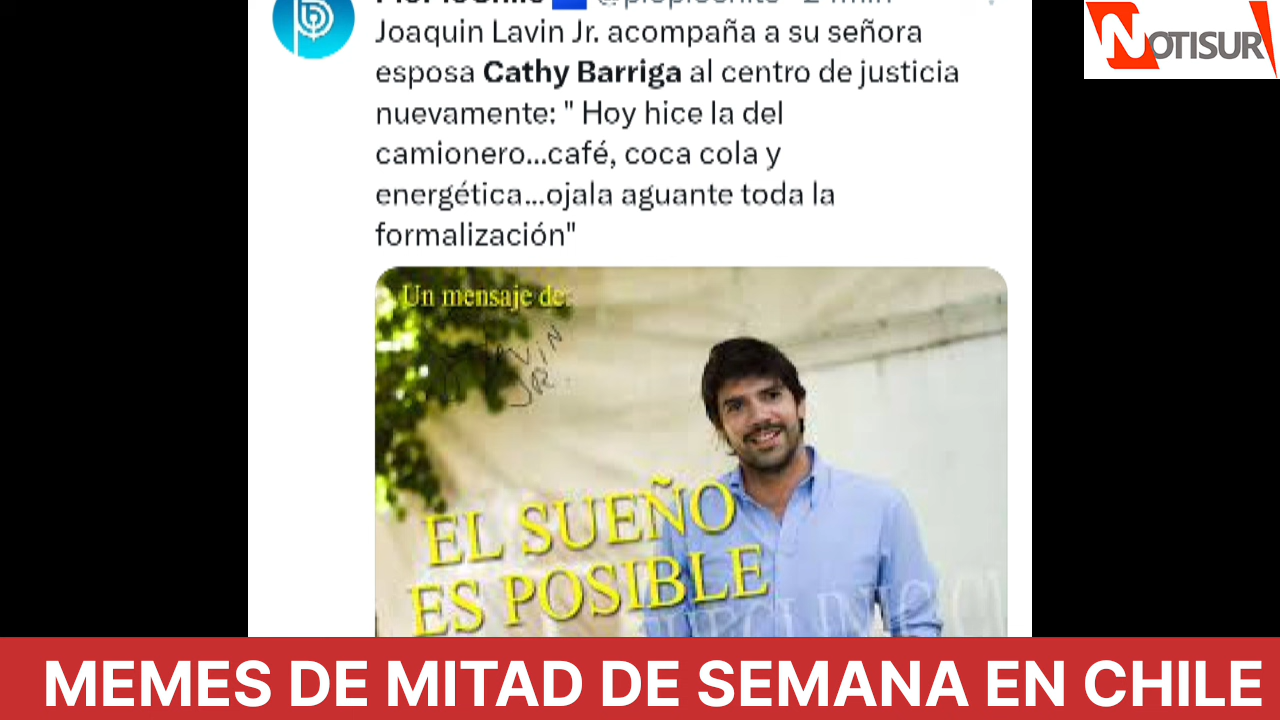 NOTISUR
Joaquin Lavin Jr. acompaña a su señora
esposa Cathy Barriga al centro de justicia
nuevamente: " Hoy hice la del
camionero...café, coca cola y
energética...ojala aguante toda la
formalización"
Un mensaje de:
LAVIN
JR.
EL SUEÑO
ES POSIBLE
MEMES DE MITAD DE SEMANA EN CHILE